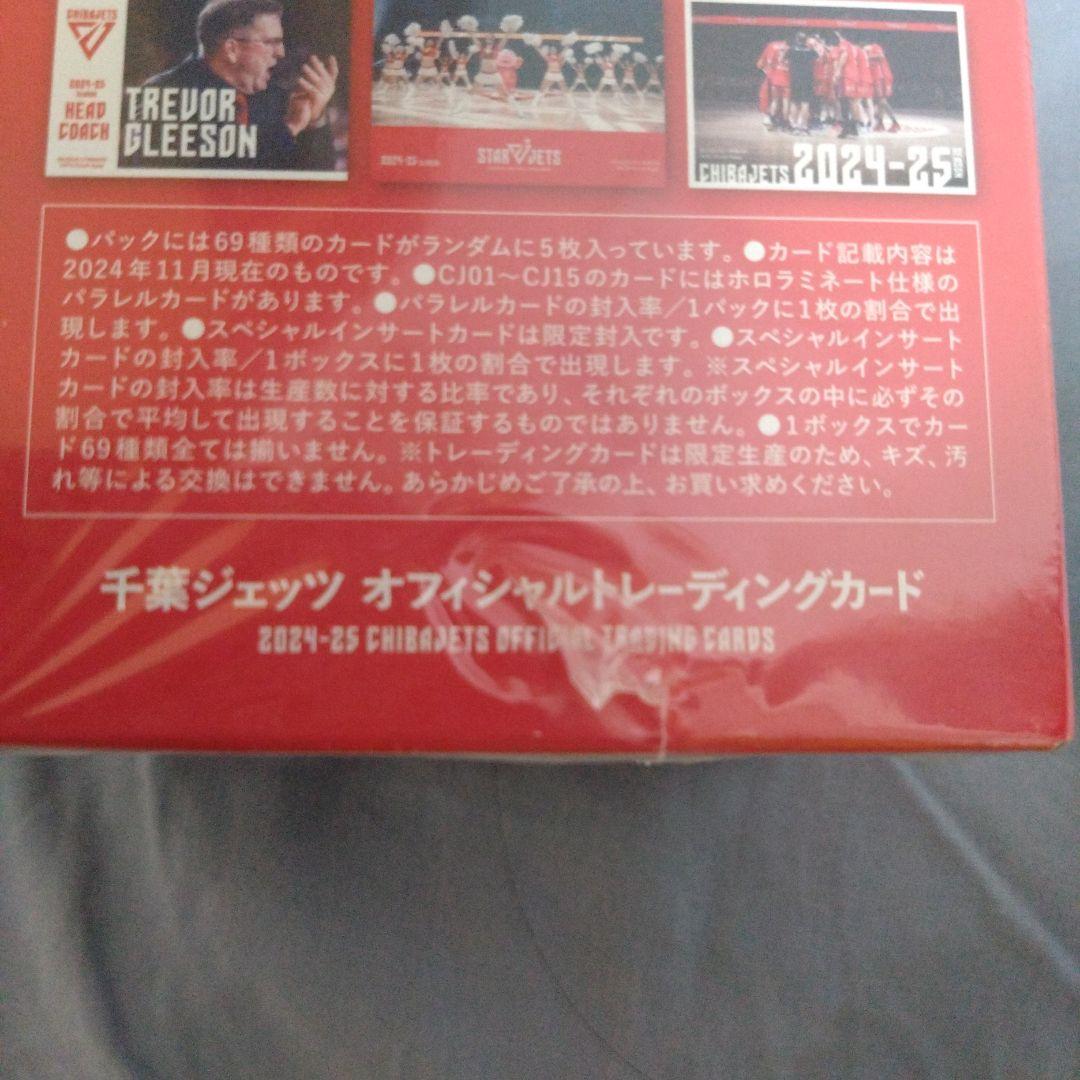 CHIBAJETS
2024-25
HEAD
COACH
TREVOR
GLEESON
2024-25
STAR JETS
CHIBAJETS 2024-25
●パックには69種類のカードがランダムに5枚入っています。●カード記載内容は
2024年11月現在のものです。●CJ01〜CJ15のカードにはホロラミネート仕様の
パラレルカードがあります。●パラレルカードの封入率／1パックに1枚の割合で出
現します。●スペシャルインサートカードは限定封入です。●スペシャルインサート
カードの封入率／1ボックスに1枚の割合で出現します。※スペシャルインサート
カードの封入率は生産数に対する比率であり、それぞれのボックスの中に必ずその
割合で平均して出現することを保証するものではありません。●1ボックスでカー
ド69種類全ては揃いません。※トレーディングカードは限定生産のため、キズ、汚
れ等による交換はできません。あらかじめご了承の上、お買い求めください。
千葉ジェッツ オフィシャルトレーディングカード
2024-25 CHIBAJETS OFFICIAL TRADING CARDS